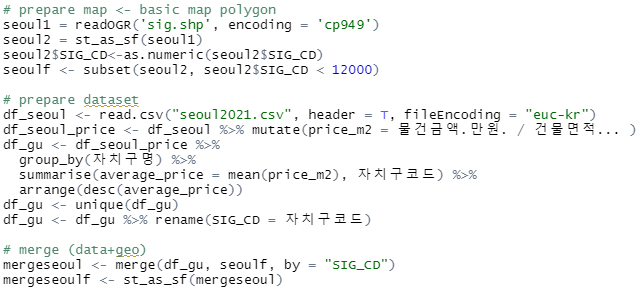 # prepare map <- basic map polygon
seoul1 = readOGR('sig.shp', encoding = 'cp949')
seoul2 = st_as_sf(seoul1)
seoul2$SIG_CD<-as.numeric(seoul2$SIG_CD)
seoulf <- subset(seoul2, seoul2$SIG_CD < 12000)
# prepare dataset
df_seoul <- read.csv("seoul2021.csv", header = T, fileEncoding = "euc-kr")
df_seoul_price <- df_seoul %>% mutate(price_m2 = 물건금액.만원. / 건물면적... )
df_gu <- df_seoul_price %>%
  group_by(자치구명) %>%
  summarise(average_price = mean(price_m2), 자치구코드) %>%
  arrange(desc(average_price))
df_gu <- unique(df_gu)
df_gu <- df_gu %>% rename(SIG_CD = 자치구코드)
# merge (data+geo)
mergeseoul <- merge(df_gu, seoulf, by = "SIG_CD")
mergeseoulf <- st_as_sf(mergeseoul)